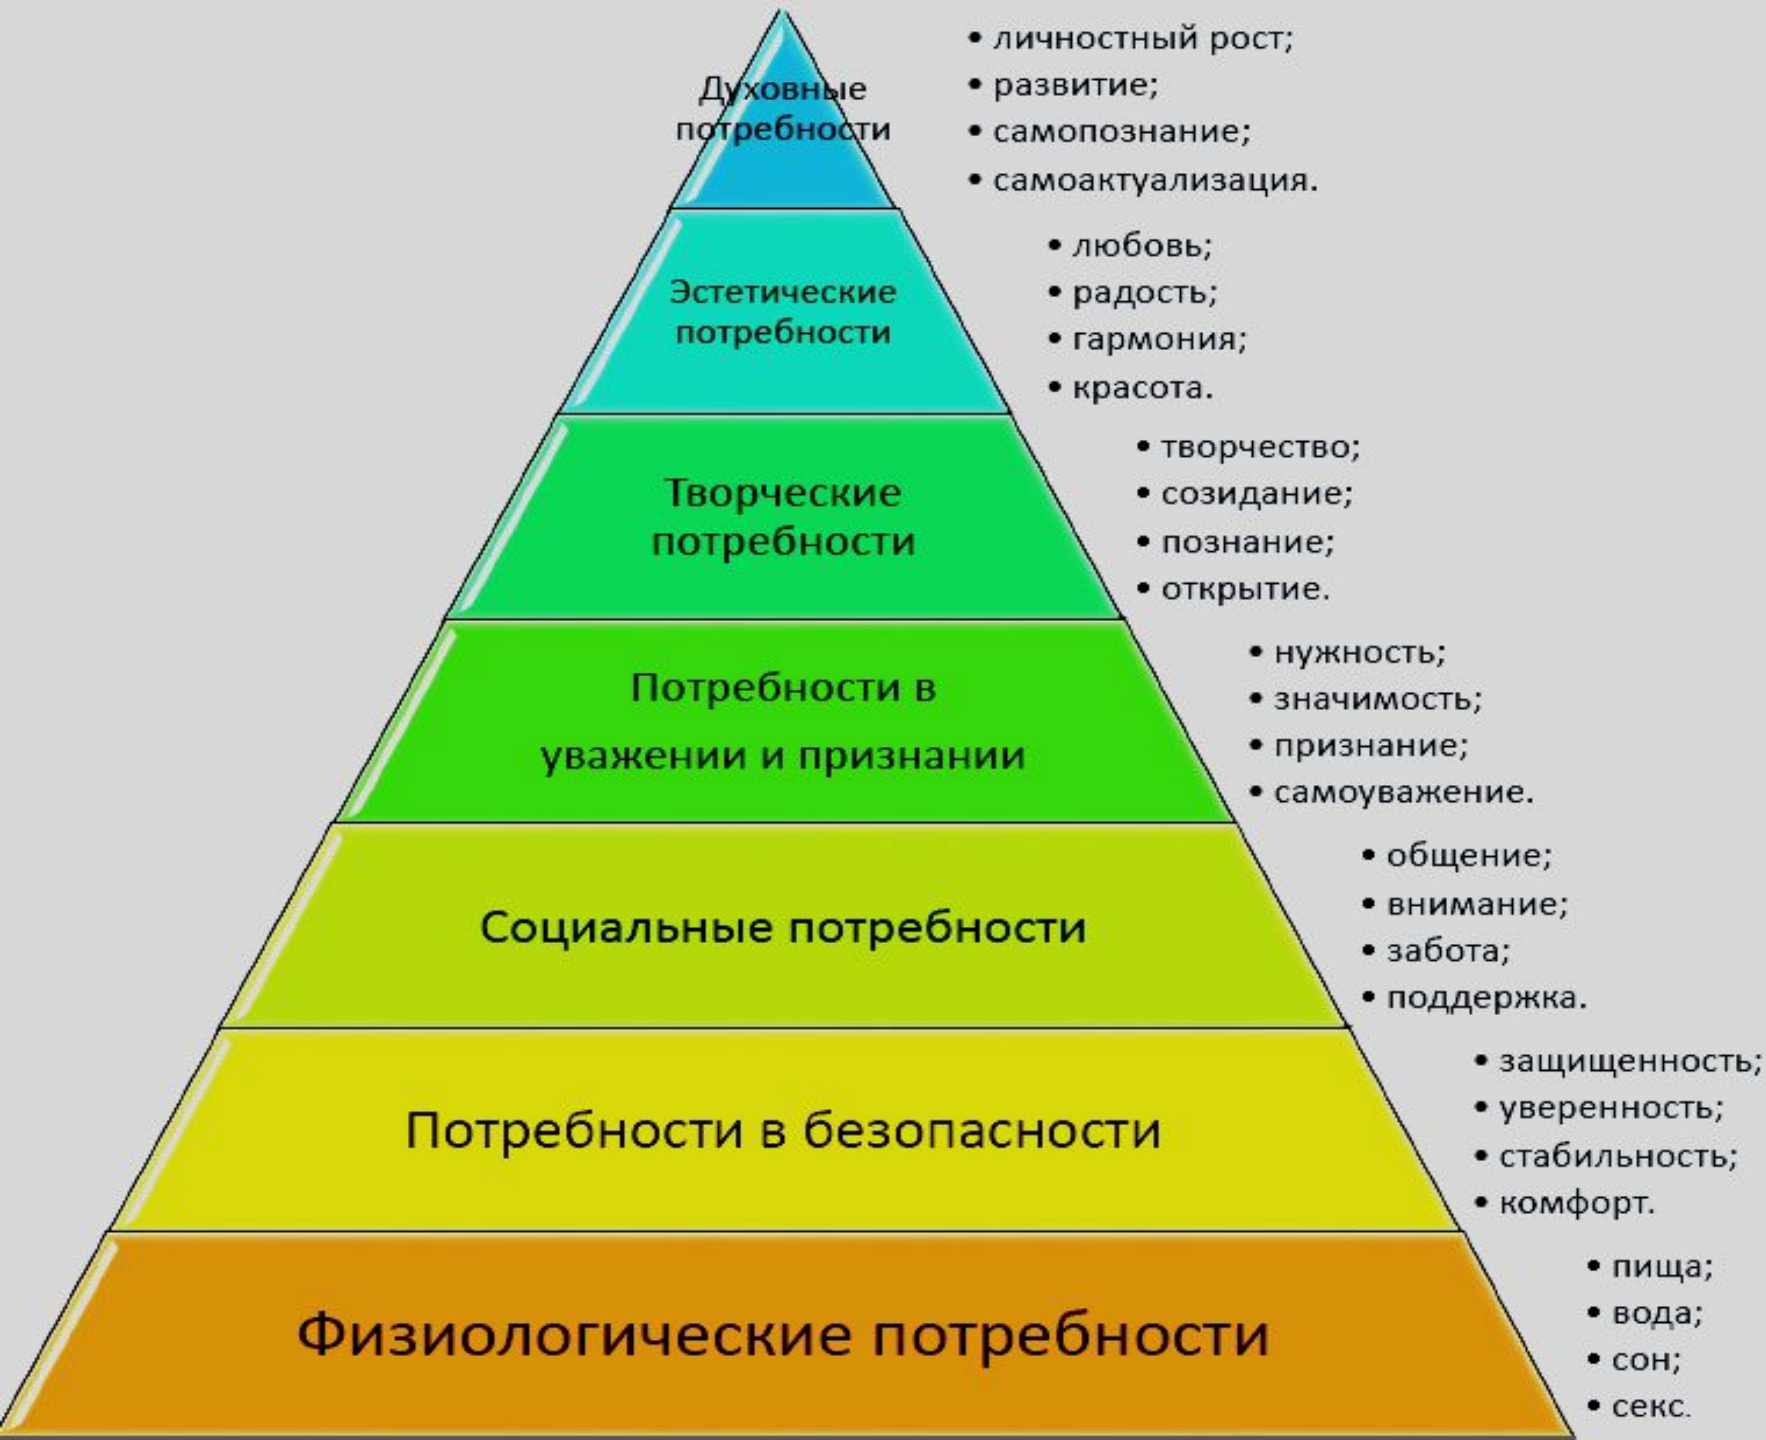 Духовные
потребности
• личностный рост;
• развитие;
• самопознание;
• самоактуализация.
Эстетические
потребности
• любовь;
• радость;
• гармония;
• красота.
Творческие
потребности
• творчество;
• созидание;
• познание;
• открытие.
Потребности в
уважении и признании
• нужность;
• значимость;
• признание;
• самоуважение.
Социальные потребности
• общение;
• внимание;
• забота;
• поддержка.
Потребности в безопасности
• защищенность;
• уверенность;
• стабильность;
• комфорт.
Физиологические потребности
• пища;
• вода;
• сон;
• секс.